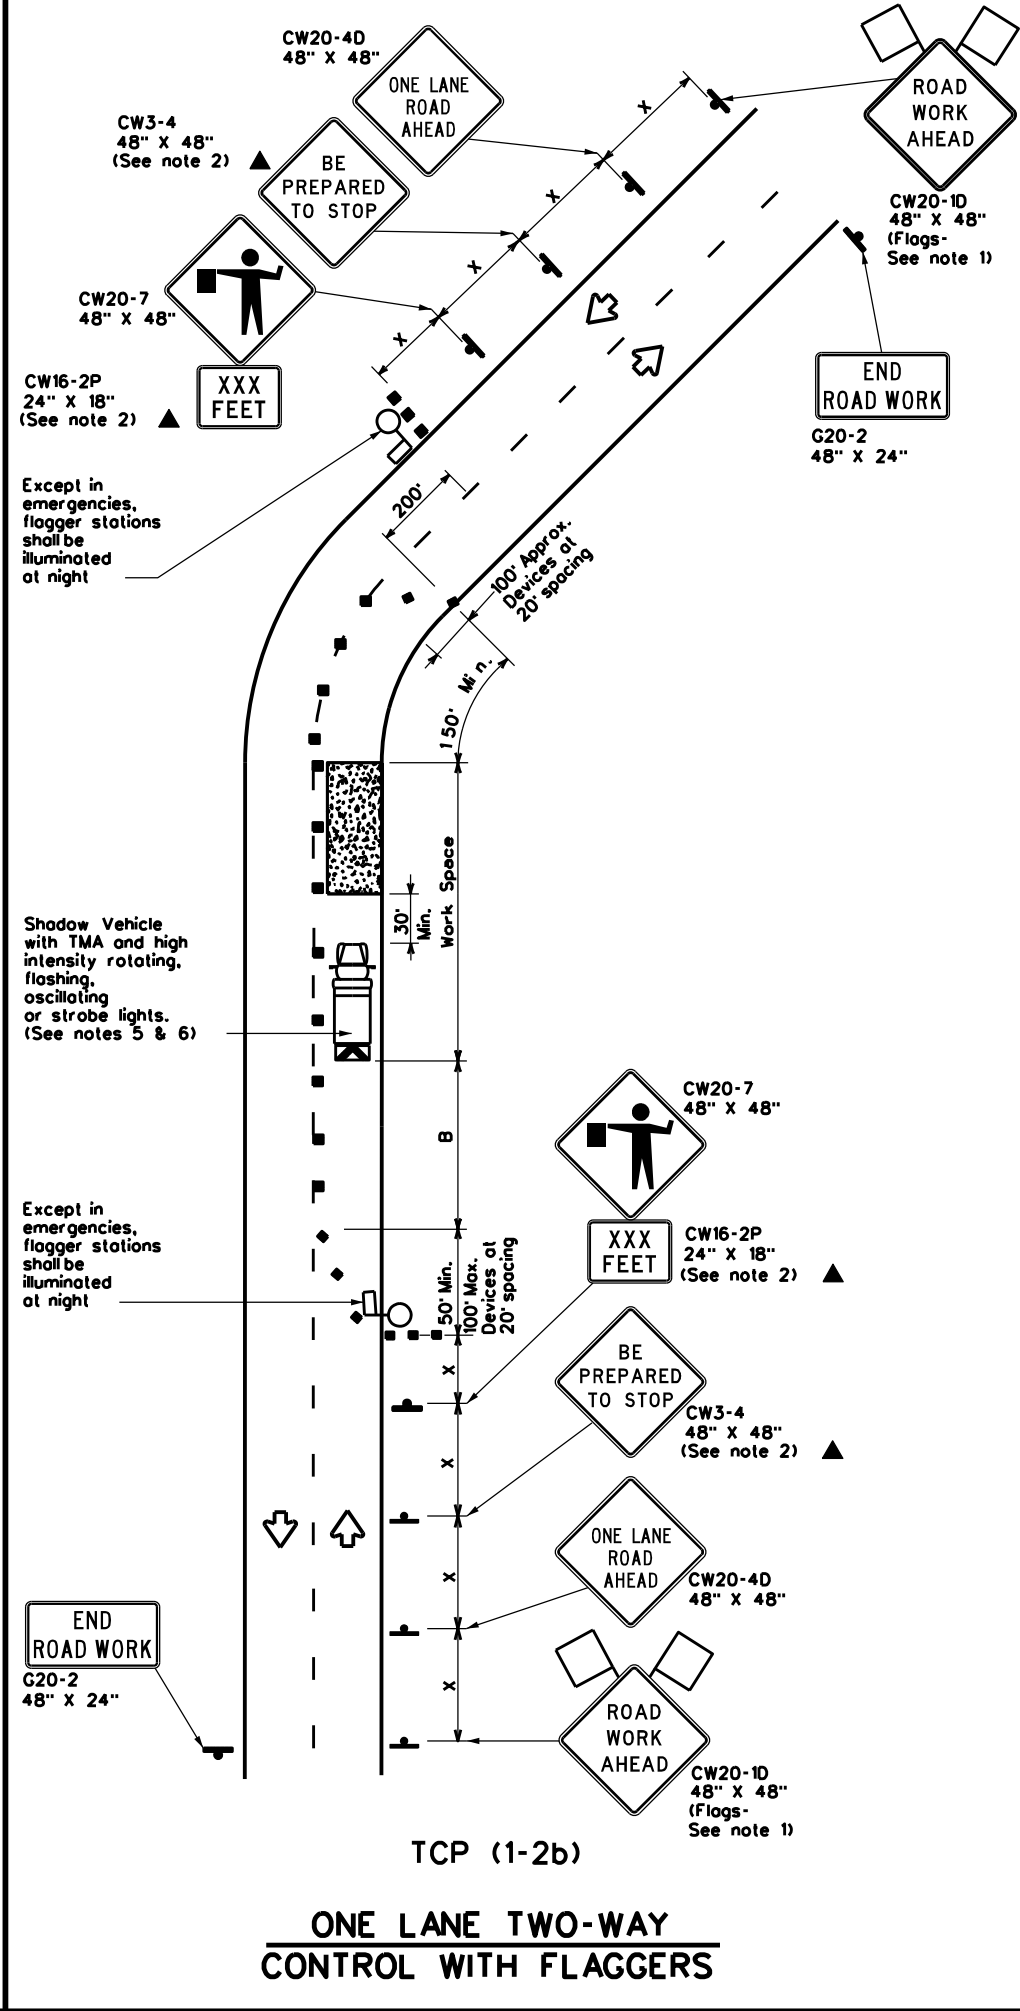 CW20-4D
48" X 48"
ONE LANE
ROAD
AHEAD
ROAD
WORK
AHEAD
CW20-1D
48" X 48"
(Flags-
See note 1)
CW3-4
48" X 48"
(See note 2)
BE
PREPARED
TO STOP
X
X
X
X
CW20-7
48" X 48"
CW16-2P
24" X 18"
(See note 2)
XXX
FEET
END
ROAD WORK
G20-2
48" X 24"
Except in
emergencies,
flagger stations
shall be
illuminated
at night
200'
100' Approx.
Devices at
20' spacing
150' Min.
30'
Min.
Work Space
Shadow Vehicle
with TMA and high
intensity rotating,
flashing,
oscillating
or strobe lights.
(See notes 5 & 6)
B
CW20-7
48" X 48"
XXX
FEET
CW16-2P
24" X 18"
(See note 2)
Except in
emergencies,
flagger stations
shall be
illuminated
at night
50' Min.
100' Max.
Devices at
20' spacing
X
X
X
X
BE
PREPARED
TO STOP
CW3-4
48" X 48"
(See note 2)
ONE LANE
ROAD
AHEAD
CW20-4D
48" X 48"
END
ROAD WORK
G20-2
48" X 24"
ROAD
WORK
AHEAD
CW20-1D
48" X 48"
(Flags-
See note 1)
TCP (1-2b)
ONE LANE TWO-WAY
CONTROL WITH FLAGGERS